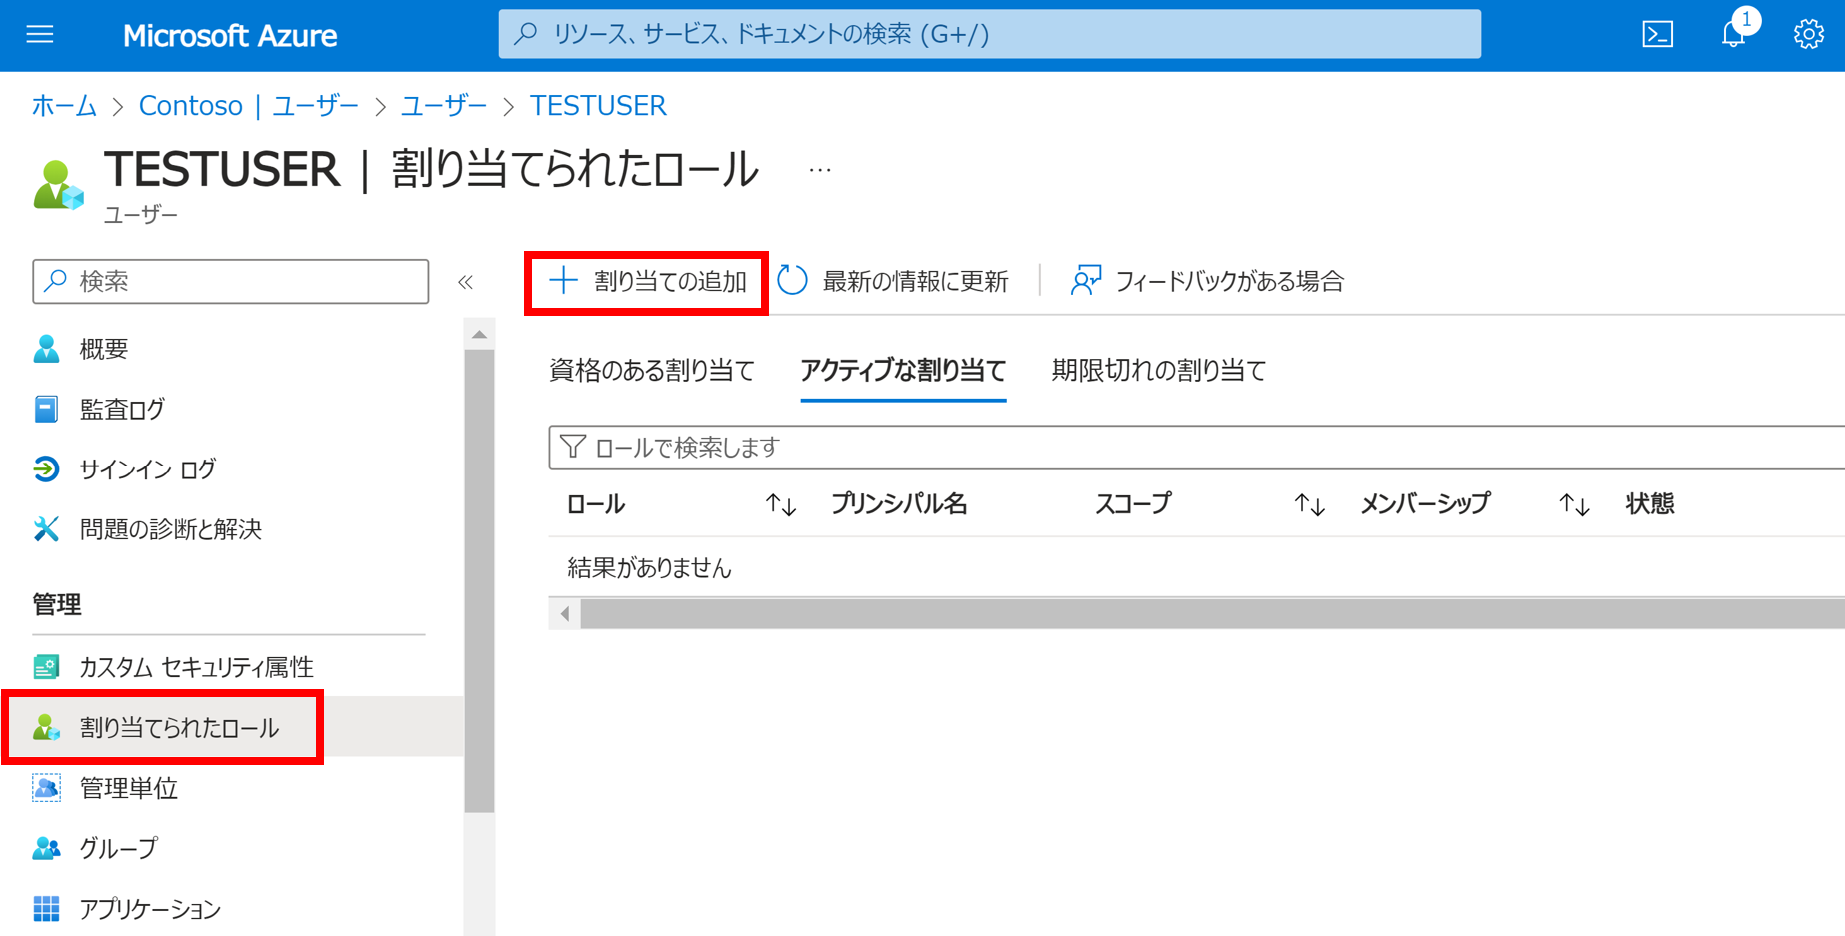 Microsoft Azure
リソース、サービス、ドキュメントの検索 (G+/)
1
ホーム > Contoso | ユーザー > ユーザー > TESTUSER
TESTUSER | 割り当てられたロール ...
ユーザー
検索
«
概要
監査ログ
サインイン ログ
問題の診断と解決
管理
カスタム セキュリティ属性
割り当てられたロール
管理単位
グループ
アプリケーション
割り当ての追加
最新の情報に更新
フィードバックがある場合
資格のある割り当て
アクティブな割り当て
期限切れの割り当て
ロールで検索します
ロール ↑↓ プリンシパル名 スコープ ↑↓ メンバーシップ ↑↓ 状態
結果がありません